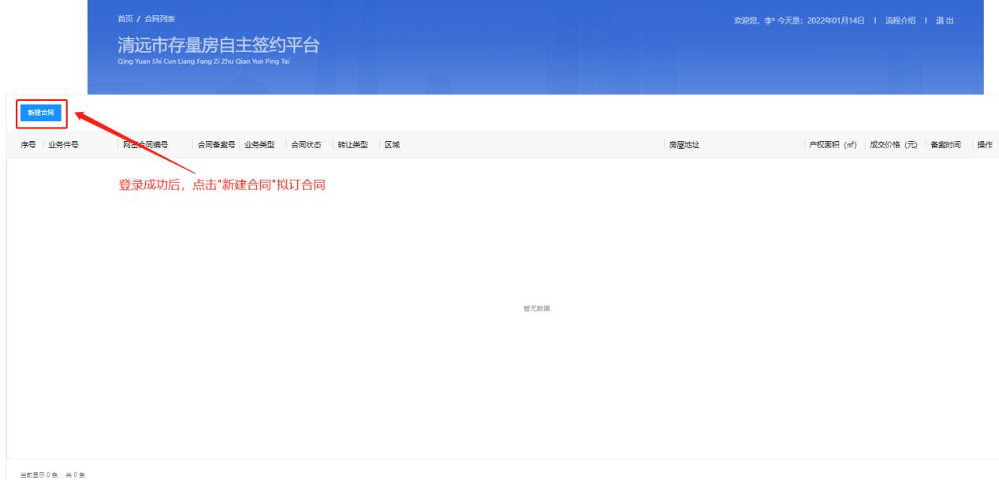 首页 / 合同列表
欢迎您，李* 今天是：2022年01月14日 | 流程介绍 | 退 出
清远市存量房自主签约平台
Qing Yuan Shi Cun Liang Fang Zi Zhu Qian Yue Ping Tai
新建合同
序号 业务件号 网签合同编号 合同备案号 业务类型 合同状态 转让类型 区域 房屋地址 产权面积（㎡） 成交价格（元） 备案时间 操作
登录成功后，点击"新建合同"拟订合同
暂无数据
当前显示 0 条 共 0 条